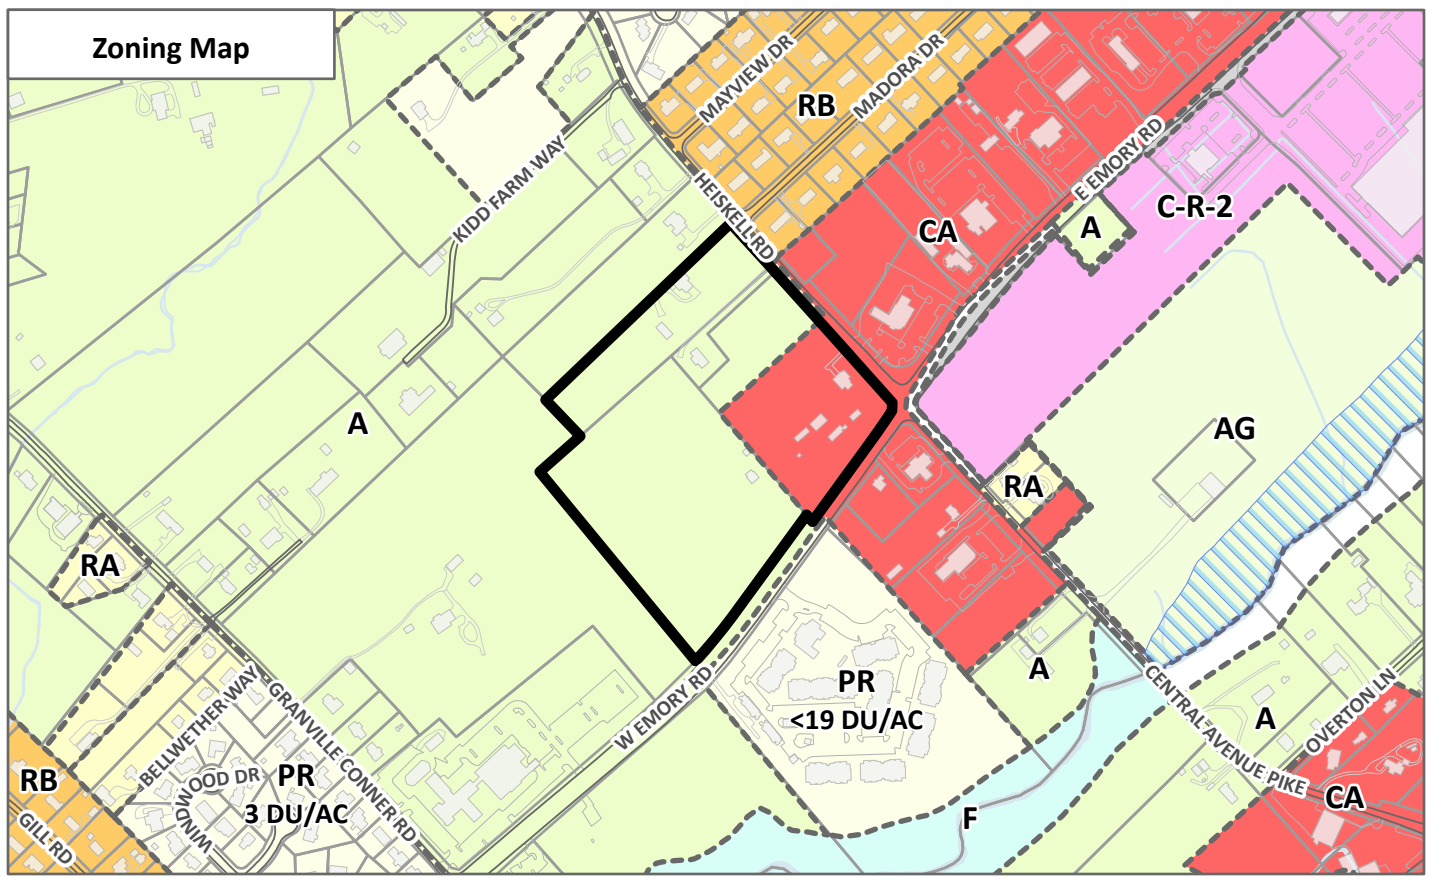 Zoning Map
MAYVIEW DR
MADORA DR
RB
KIDD FARM WAY
HEISKELL RD
E EMORY RD
C-R-2
A
CA
A
AG
RA
RA
W EMORY RD
PR
<19 DU/AC
A
CENTRAL AVENUE PIKE
A
OVERTON LN
BELLWETHER WAY
GRANVILLE CONNER RD
WINDWOOD DR
PR
3 DU/AC
RB
GILL RD
F
CA